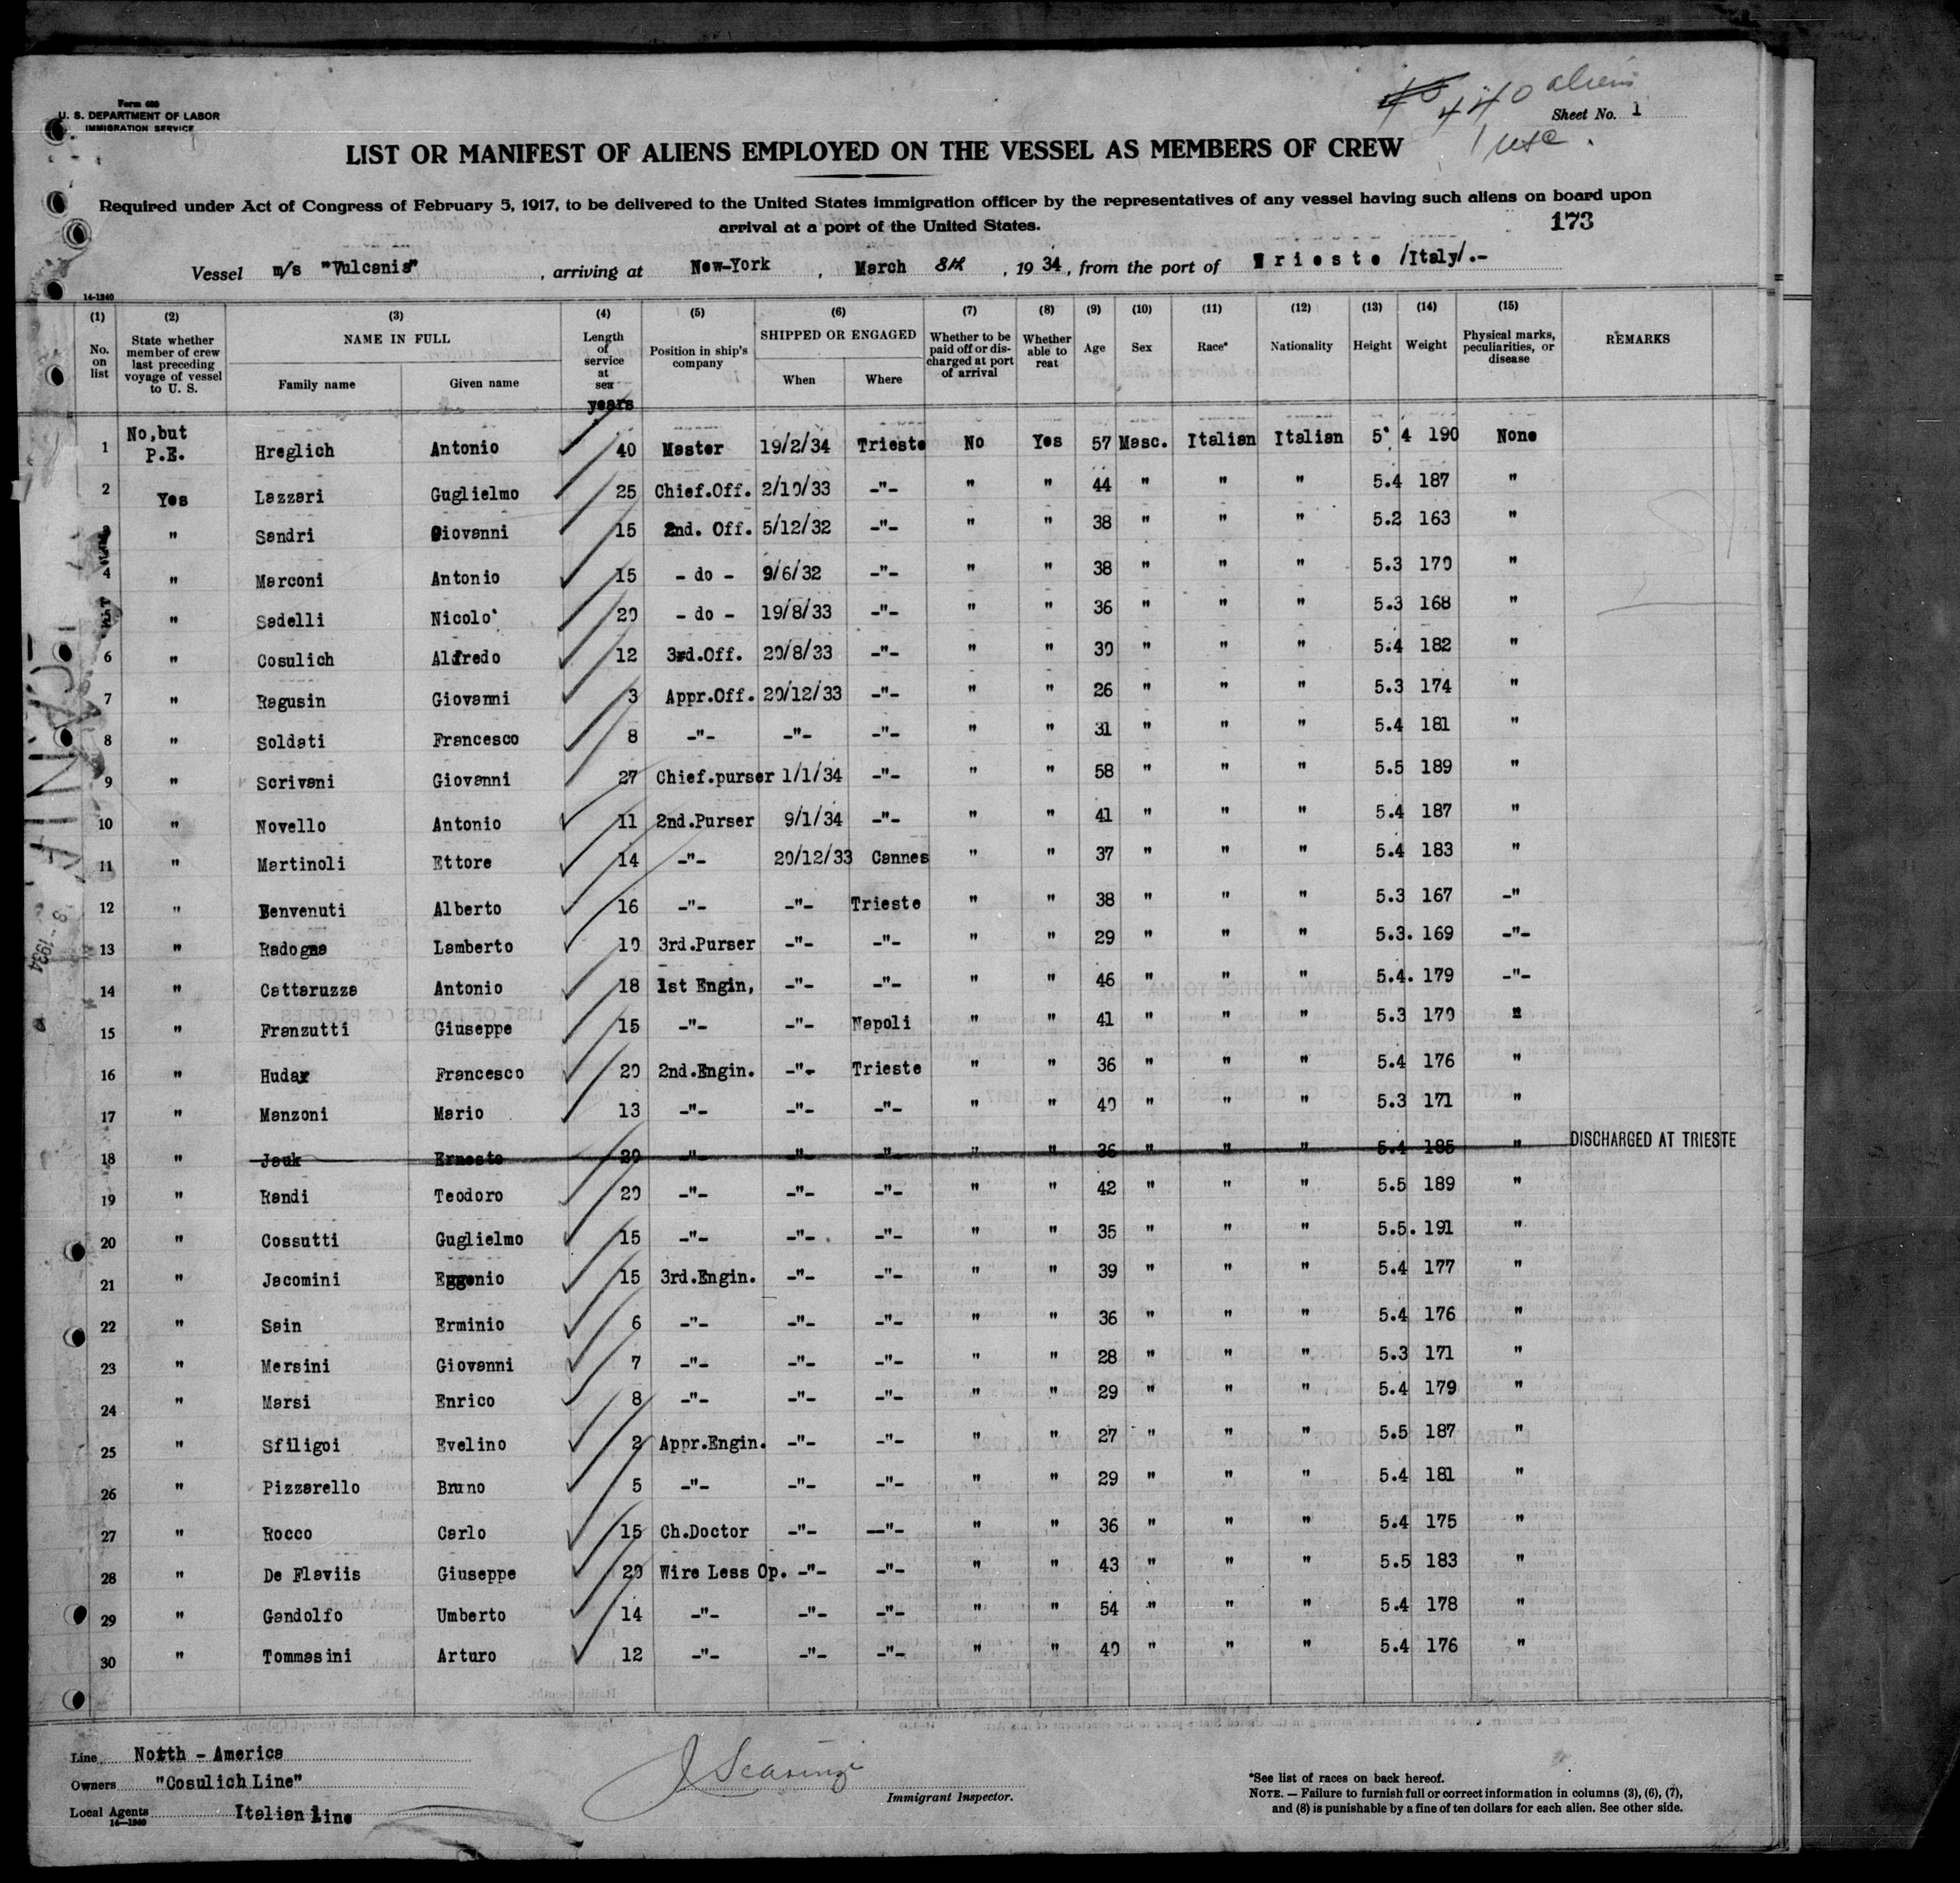 Form 689
U. S. DEPARTMENT OF LABOR
IMMIGRATION SERVICE
440 aliens
Sheet No. 1
1 usc.
LIST OR MANIFEST OF ALIENS EMPLOYED ON THE VESSEL AS MEMBERS OF CREW
Required under Act of Congress of February 5, 1917, to be delivered to the United States immigration officer by the representatives of any vessel having such aliens on board upon
arrival at a port of the United States.
173
Vessel m/s "Vulcania", arriving at New-York, March 8th, 1934, from the port of Trieste /Italy/.-
14-1240
(1) (2) (3) (4) (5) (6) (7) (8) (9) (10) (11) (12) (13) (14) (15)
No. on list | State whether member of crew last preceding voyage of vessel to U. S. | NAME IN FULL Family name Given name | Length of service at sea years | Position in ship's company | SHIPPED OR ENGAGED When Where | Whether to be paid off or discharged at port of arrival | Whether able to read | Age | Sex | Race* | Nationality | Height | Weight | Physical marks, peculiarities, or disease | REMARKS
1 No,but P.E. Hreglich Antonio 40 Master 19/2/34 Trieste No Yes 57 Masc. Italian Italian 5' 4 190 None
2 Yes Lazzari Guglielmo 25 Chief.Off. 2/10/33 -"- " " 44 " " " 5.4 187 "
3 " Sandri Giovanni 15 2nd. Off. 5/12/32 -"- " " 38 " " " 5.2 163 "
4 " Marconi Antonio 15 - do - 9/6/32 -"- " " 38 " " " 5.3 170 "
5 " Sadelli Nicolo' 20 - do - 19/8/33 -"- " " 36 " " " 5.3 168 "
6 " Cosulich Alfredo 12 3rd.Off. 20/8/33 -"- " " 30 " " " 5.4 182 "
7 " Ragusin Giovanni 3 Appr.Off. 20/12/33 -"- " " 26 " " " 5.3 174 "
8 " Soldati Francesco 8 -"- -"- -"- " " 31 " " " 5.4 181 "
9 " Scrivani Giovanni 27 Chief.purser 1/1/34 -"- " " 58 " " " 5.5 189 "
10 " Novello Antonio 11 2nd.Purser 9/1/34 -"- " " 41 " " " 5.4 187 "
11 " Martinoli Ettore 14 -"- 20/12/33 Cannes " " 37 " " " 5.4 183 "
12 " Benvenuti Alberto 16 -"- -"- Trieste " " 38 " " " 5.3 167 -"
13 " Radogna Lamberto 10 3rd.Purser -"- -"- " " 29 " " " 5.3. 169 -"-
14 " Cattaruzza Antonio 18 1st Engin, -"- -"- " " 46 " " " 5.4. 179 -"-
15 " Franzutti Giuseppe 15 -"- -"- Napoli " " 41 " " " 5.3 170 "
16 " Hudax Francesco 20 2nd.Engin. -"- Trieste " " 36 " " " 5.4 176 "
17 " Manzoni Mario 13 -"- -"- -"- " " 40 " " " 5.3 171 "
18 " Jauk Ernesto 20 -"- -"- -"- " " 36 " " " 5.4 185 " DISCHARGED AT TRIESTE
19 " Randi Teodoro 20 -"- -"- -"- " " 42 " " " 5.5 189 "
20 " Cossutti Guglielmo 15 -"- -"- -"- " " 35 " " " 5.5. 191 "
21 " Jacomini Eugenio 15 3rd.Engin. -"- -"- " " 39 " " " 5.4 177 "
22 " Sain Erminio 6 -"- -"- -"- " " 36 " " " 5.4 176 "
23 " Mersini Giovanni 7 -"- -"- -"- " " 28 " " " 5.3 171 "
24 " Marsi Enrico 8 -"- -"- -"- " " 29 " " " 5.4 179 "
25 " Sfiligoi Evelino 2 Appr.Engin. -"- -"- " " 27 " " " 5.5 187 "
26 " Pizzarello Bruno 5 -"- -"- -"- " " 29 " " " 5.4 181 "
27 " Rocco Carlo 15 Ch.Doctor -"- --"- " " 36 " " " 5.4 175 "
28 " De Flaviis Giuseppe 20 Wire Less Op. -"- -"- " " 43 " " " 5.5 183 "
29 " Gandolfo Umberto 14 -"- -"- -"- " " 54 " " " 5.4 178 "
30 " Tommasini Arturo 12 -"- -"- -"- " " 40 " " " 5.4 176 "
Line North - America
Owners "Cosulich Line"
Local Agents Italian Line
14-1240
Immigrant Inspector.
*See list of races on back hereof.
NOTE. — Failure to furnish full or correct information in columns (3), (6), (7),
and (8) is punishable by a fine of ten dollars for each alien. See other side.